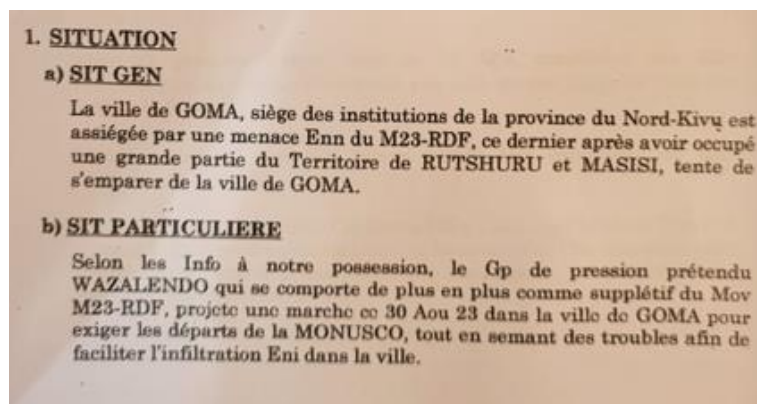 1. SITUATION
a) SIT GEN
La ville de GOMA, siège des institutions de la province du Nord-Kivu est
assiégée par une menace Enn du M23-RDF, ce dernier après avoir occupé
une grande partie du Territoire de RUTSHURU et MASISI, tente de
s'emparer de la ville de GOMA.
b) SIT PARTICULIERE
Selon les Info à notre possession, le Gp de pression prétendu
WAZALENDO qui se comporte de plus en plus comme supplétif du Mov
M23-RDF, projete une marche ce 30 Aou 23 dans la ville de GOMA pour
exiger les départs de la MONUSCO, tout en semant des troubles afin de
faciliter l'infiltration Eni dans la ville.